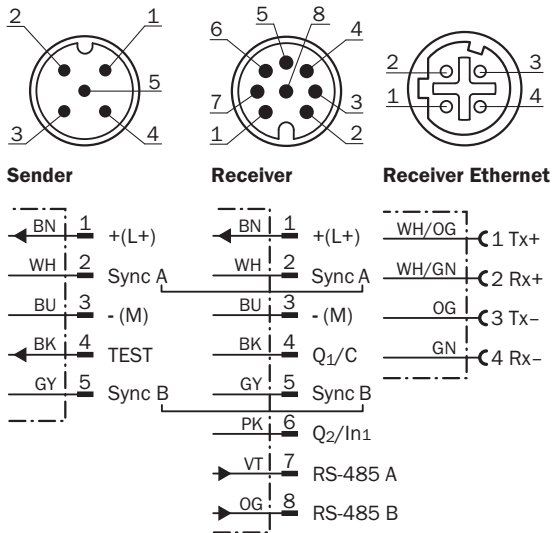 2 1
5
3 4
Sender
5 8
6 4
7 3
1 2
Receiver
2 3
1 4
Receiver Ethernet
BN 1 +(L+)
WH 2 Sync A
BU 3 - (M)
BK 4 TEST
GY 5 Sync B
BN 1 +(L+)
WH 2 Sync A
BU 3 - (M)
BK 4 Q1/C
GY 5 Sync B
PK 6 Q2/In1
VT 7 RS-485 A
OG 8 RS-485 B
WH/OG 1 Tx+
WH/GN 2 Rx+
OG 3 Tx–
GN 4 Rx–